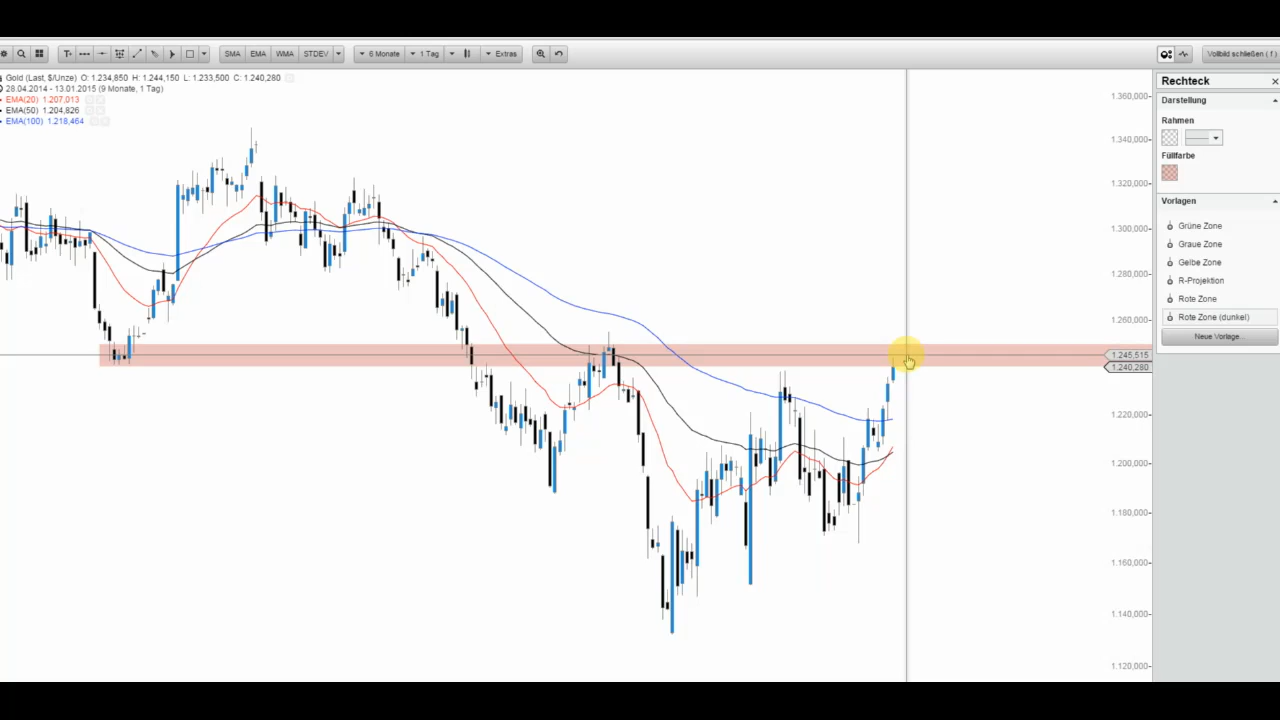 T SMA EMA WMA STDEV 6 Monate 1 Tag Extras Vollbild schließen ( f )
Gold (Last, $/Unze) O: 1.234,850 H: 1.244,150 L: 1.233,500 C: 1.240,280
28.04.2014 - 13.01.2015 (9 Monate, 1 Tag)
EMA(20) 1.207,013
EMA(50) 1.204,826
EMA(100) 1.218,464
1.360,000
1.340,000
1.320,000
1.300,000
1.280,000
1.260,000
1.245,515
1.240,280
1.220,000
1.200,000
1.180,000
1.160,000
1.140,000
1.120,000
Rechteck
Darstellung
Rahmen
Füllfarbe
Vorlagen
Grüne Zone
Graue Zone
Gelbe Zone
R-Projektion
Rote Zone
Rote Zone (dunkel)
Neue Vorlage...